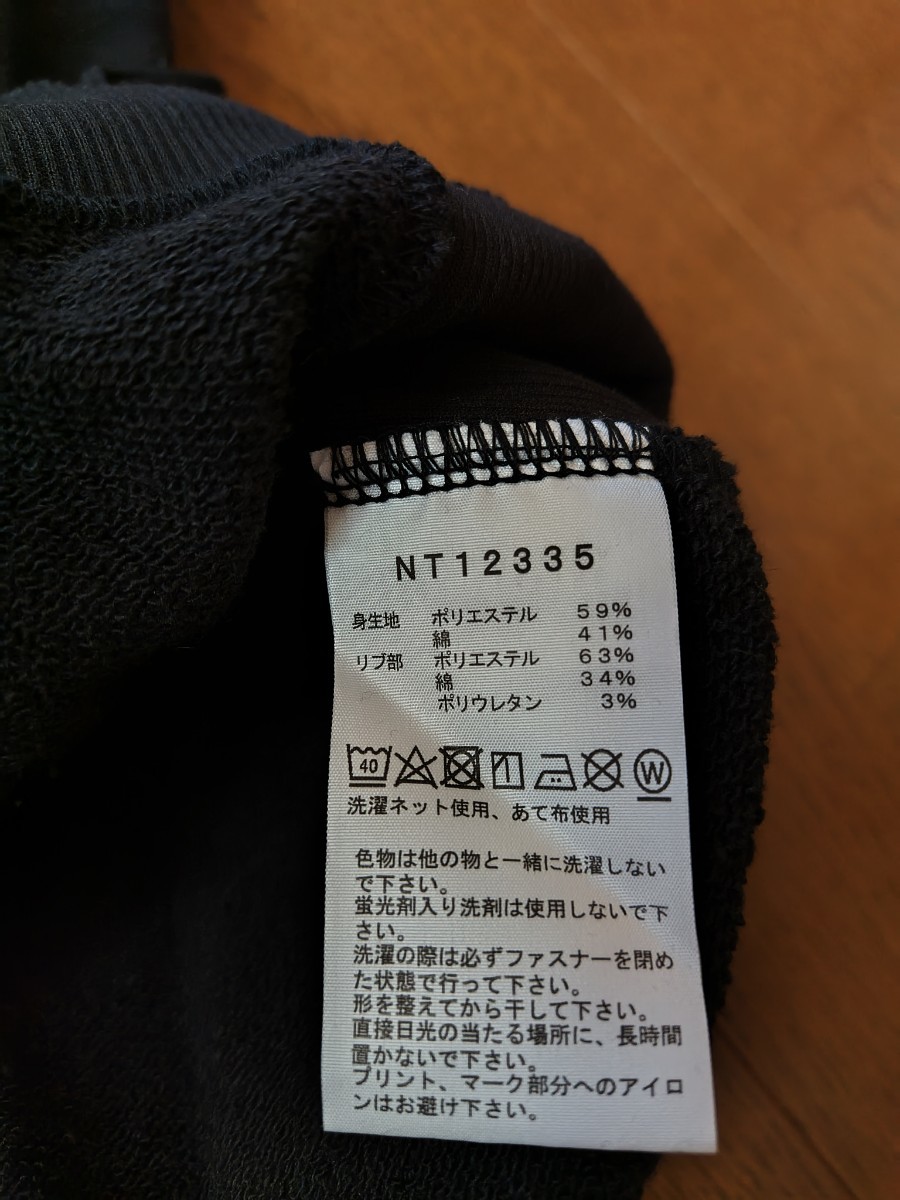 NT12335
身生地 ポリエステル 59%
綿 41%
リブ部 ポリエステル 63%
綿 34%
ポリウレタン 3%
40 W
洗濯ネット使用、あて布使用
色物は他の物と一緒に洗濯しない
で下さい。
蛍光剤入り洗剤は使用しないで下
さい。
洗濯の際は必ずファスナーを閉め
た状態で行って下さい。
形を整えてから干して下さい。
直接日光の当たる場所に、長時間
置かないで下さい。
プリント、マーク部分へのアイロ
ンはお避け下さい。